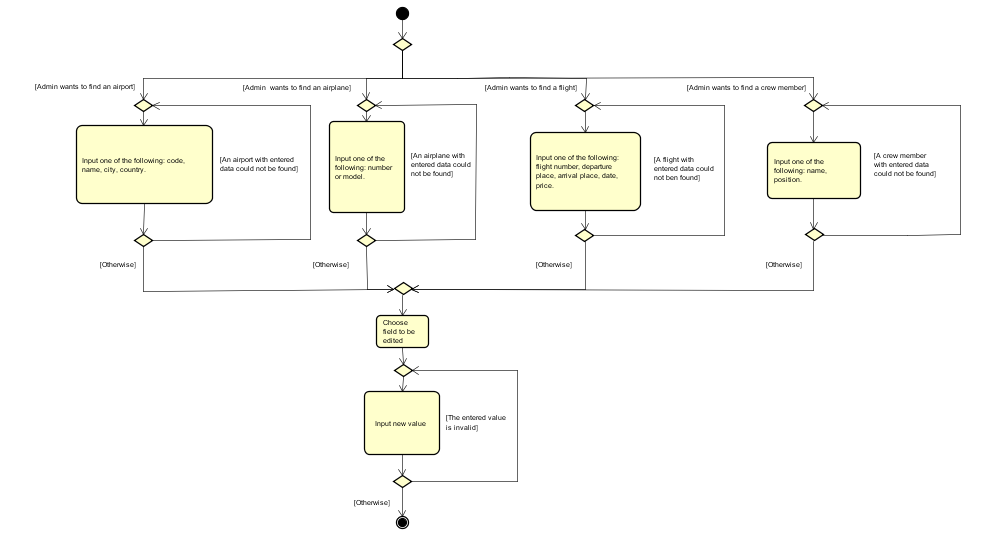 [Admin wants to find an airport]
[Admin  wants to find an airplane]
[Admin wants to find a flight]
[Admin wants to find a crew member]
Input one of the following: code,
name, city, country.
[An airport with entered
data could not be found]
Input one of the
following: number
or model.
[An airplane with
entered data could
not be found]
Input one of the following:
flight number, departure
place, arrival place, date,
price.
[A flight with
entered data could
not ben found]
Input one of the
following: name,
position.
[A crew member
with entered data
could not be found]
[Otherwise]
[Otherwise]
[Otherwise]
[Otherwise]
Choose
field to be
edited
Input new value
[The entered value
is invalid]
[Otherwise]